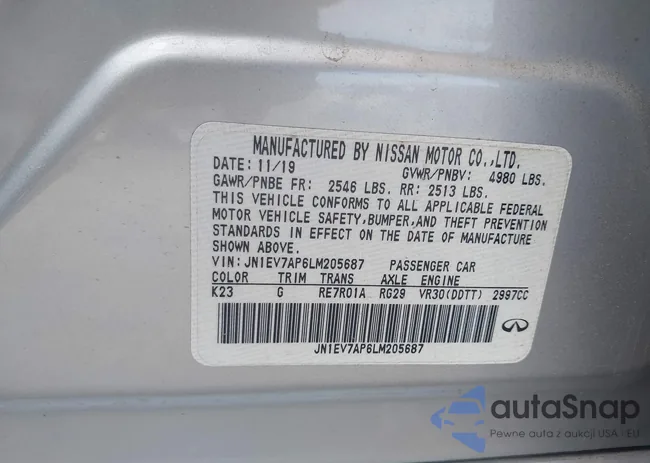 MANUFACTURED BY NISSAN MOTOR CO.,LTD.
DATE: 11/19 GVWR/PNBV: 4980 LBS.
GAWR/PNBE FR: 2546 LBS. RR: 2513 LBS.
THIS VEHICLE CONFORMS TO ALL APPLICABLE FEDERAL
MOTOR VEHICLE SAFETY,BUMPER,AND THEFT PREVENTION
STANDARDS IN EFFECT ON THE DATE OF MANUFACTURE
SHOWN ABOVE.
VIN: JN1EV7AP6LM205687 PASSENGER CAR
COLOR TRIM TRANS AXLE ENGINE
K23 G RE7R01A RG29 VR30(DDTT) 2997CC
JN1EV7AP6LM205687
autaSnap
Pewne auta z aukcji USA - EU